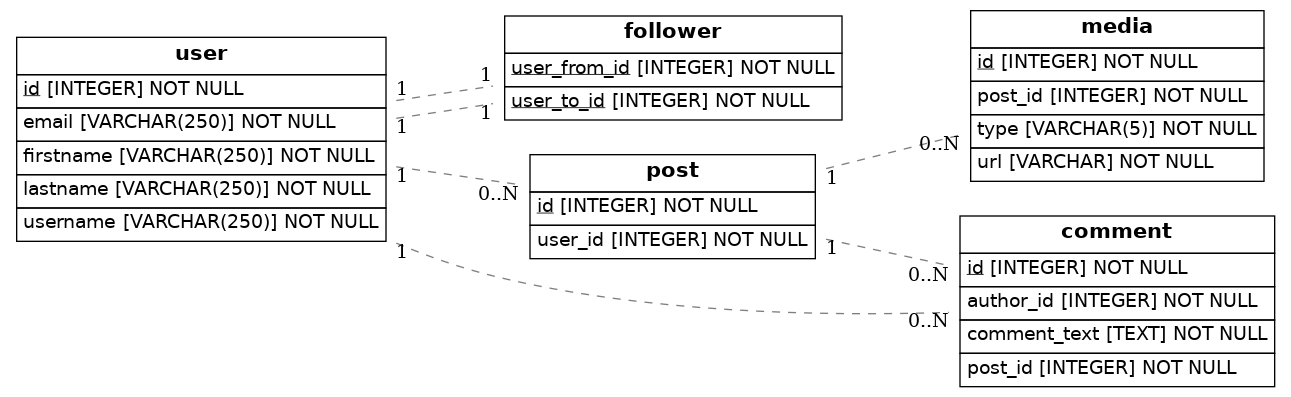 user
id [INTEGER] NOT NULL
email [VARCHAR(250)] NOT NULL
firstname [VARCHAR(250)] NOT NULL
lastname [VARCHAR(250)] NOT NULL
username [VARCHAR(250)] NOT NULL
1
1
1
1
follower
user_from_id [INTEGER] NOT NULL
user_to_id [INTEGER] NOT NULL
1
1
0..N
post
id [INTEGER] NOT NULL
user_id [INTEGER] NOT NULL
1
1
0..N
0..N
0..N
media
id [INTEGER] NOT NULL
post_id [INTEGER] NOT NULL
type [VARCHAR(5)] NOT NULL
url [VARCHAR] NOT NULL
comment
id [INTEGER] NOT NULL
author_id [INTEGER] NOT NULL
comment_text [TEXT] NOT NULL
post_id [INTEGER] NOT NULL